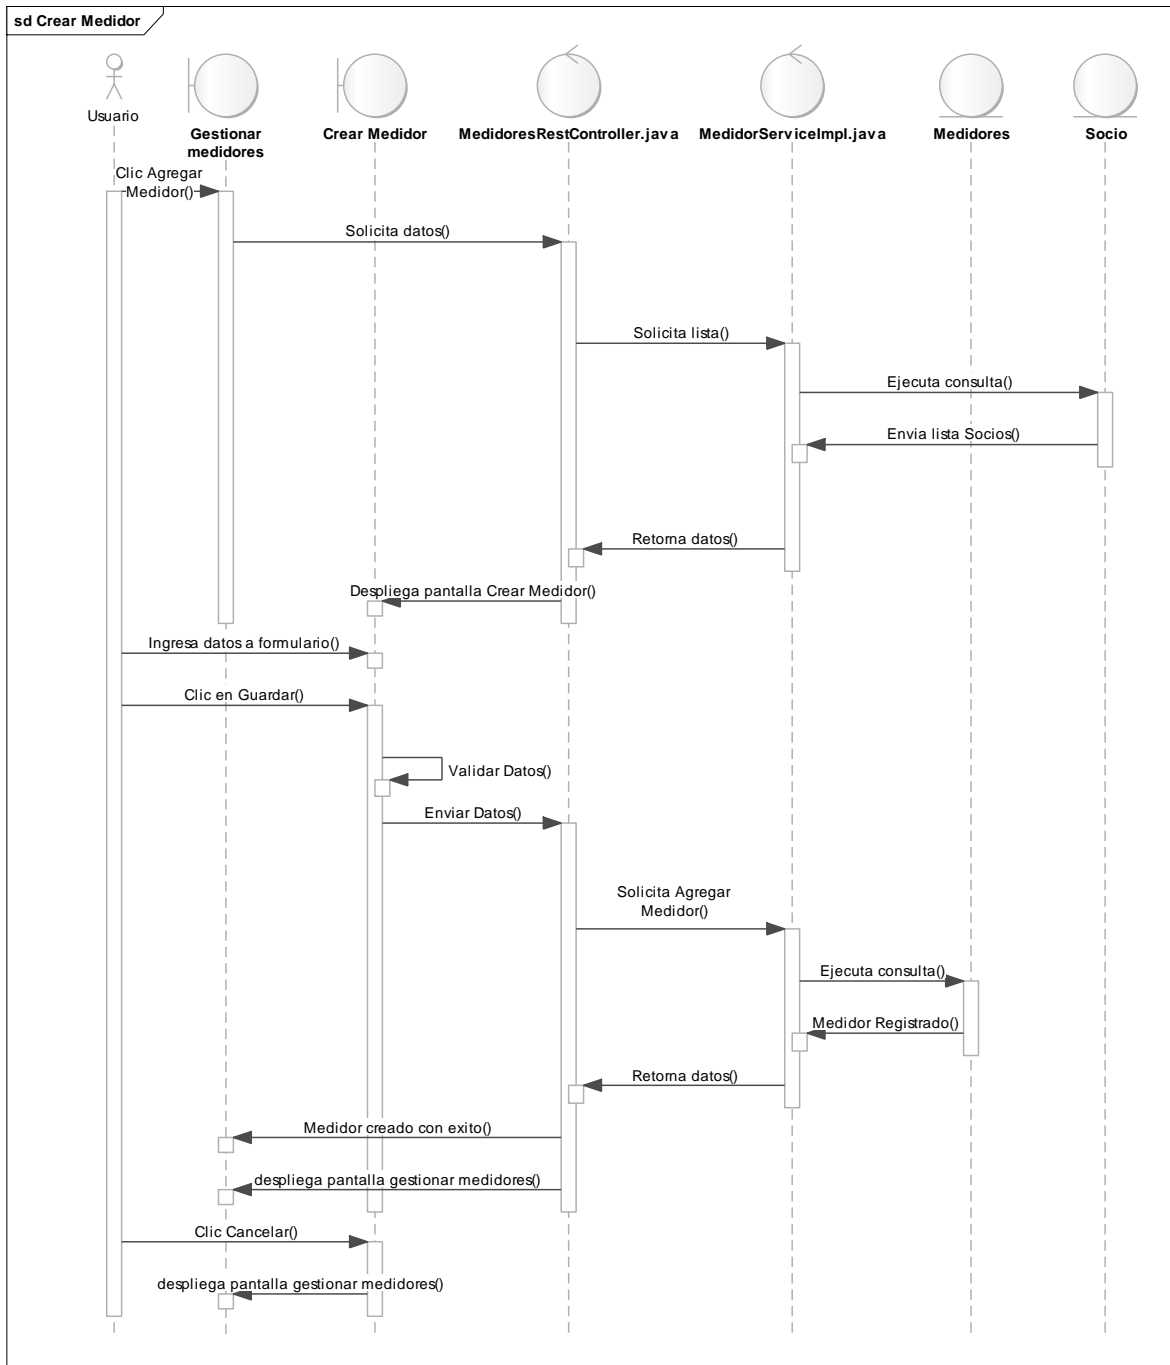 sd Crear Medidor
Usuario
Gestionar
medidores
Crear Medidor
MedidoresRestController.java
MedidorServiceImpl.java
Medidores
Socio
Clic Agregar
Medidor()
Solicita datos()
Solicita lista()
Ejecuta consulta()
Envia lista Socios()
Retorna datos()
Despliega pantalla Crear Medidor()
Ingresa datos a formulario()
Clic en Guardar()
Validar Datos()
Enviar Datos()
Solicita Agregar
Medidor()
Ejecuta consulta()
Medidor Registrado()
Retorna datos()
Medidor creado con exito()
despliega pantalla gestionar medidores()
Clic Cancelar()
despliega pantalla gestionar medidores()